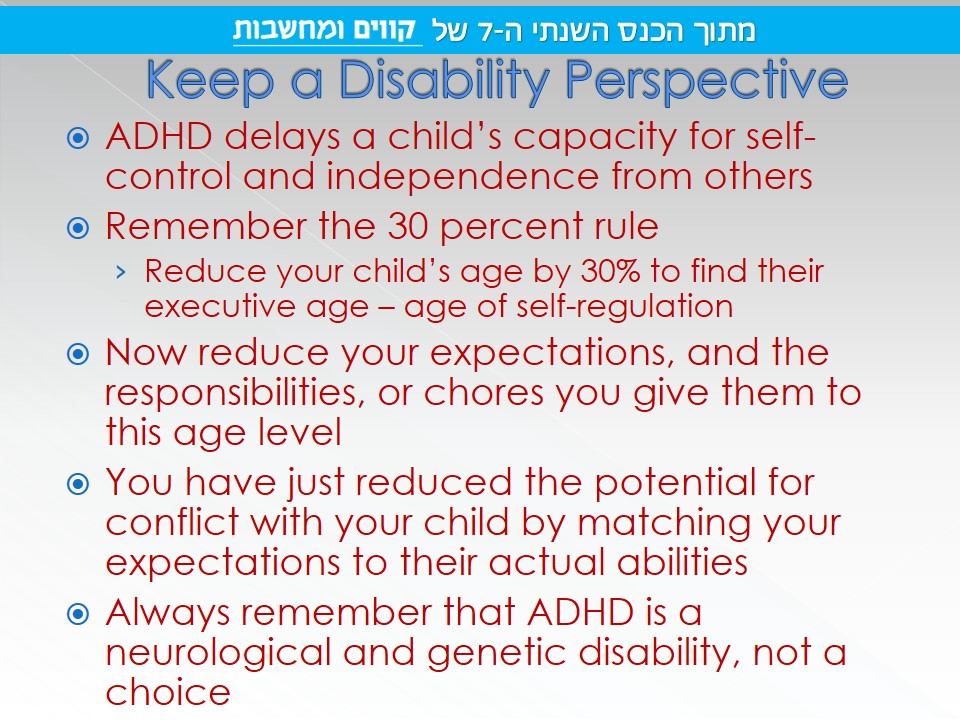 מתוך הכנס השנתי ה-7 של קווים ומחשבות
Keep a Disability Perspective
ADHD delays a child’s capacity for self-
control and independence from others
Remember the 30 percent rule
› Reduce your child’s age by 30% to find their
executive age – age of self-regulation
Now reduce your expectations, and the
responsibilities, or chores you give them to
this age level
You have just reduced the potential for
conflict with your child by matching your
expectations to their actual abilities
Always remember that ADHD is a
neurological and genetic disability, not a
choice